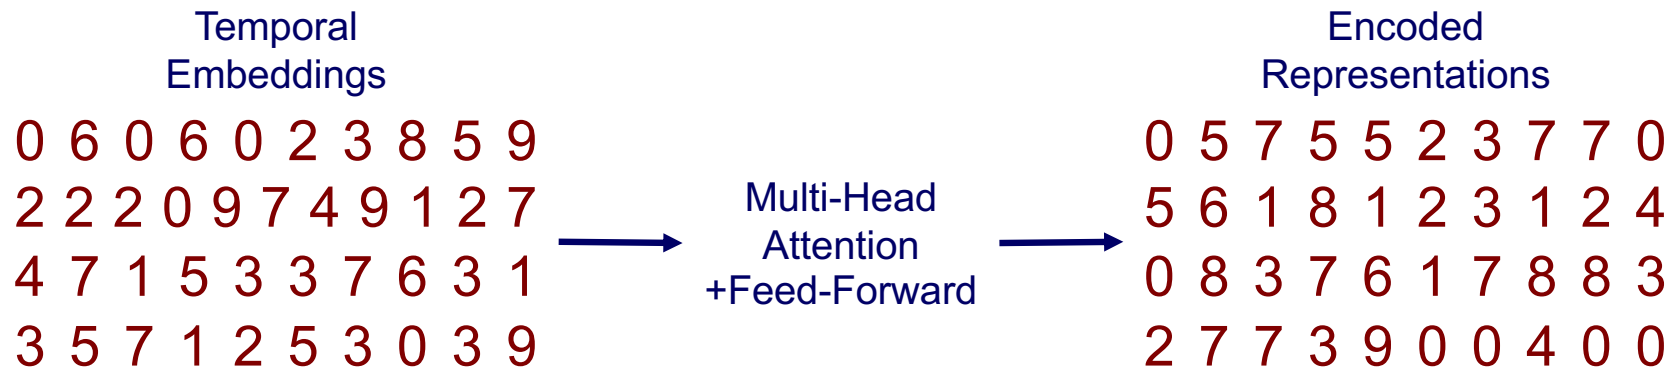 Temporal
Embeddings
0 6 0 6 0 2 3 8 5 9
2 2 2 0 9 7 4 9 1 2 7
4 7 1 5 3 3 7 6 3 1
3 5 7 1 2 5 3 0 3 9
Multi-Head
Attention
+Feed-Forward
Encoded
Representations
0 5 7 5 5 2 3 7 7 0
5 6 1 8 1 2 3 1 2 4
0 8 3 7 6 1 7 8 8 3
2 7 7 3 9 0 0 4 0 0